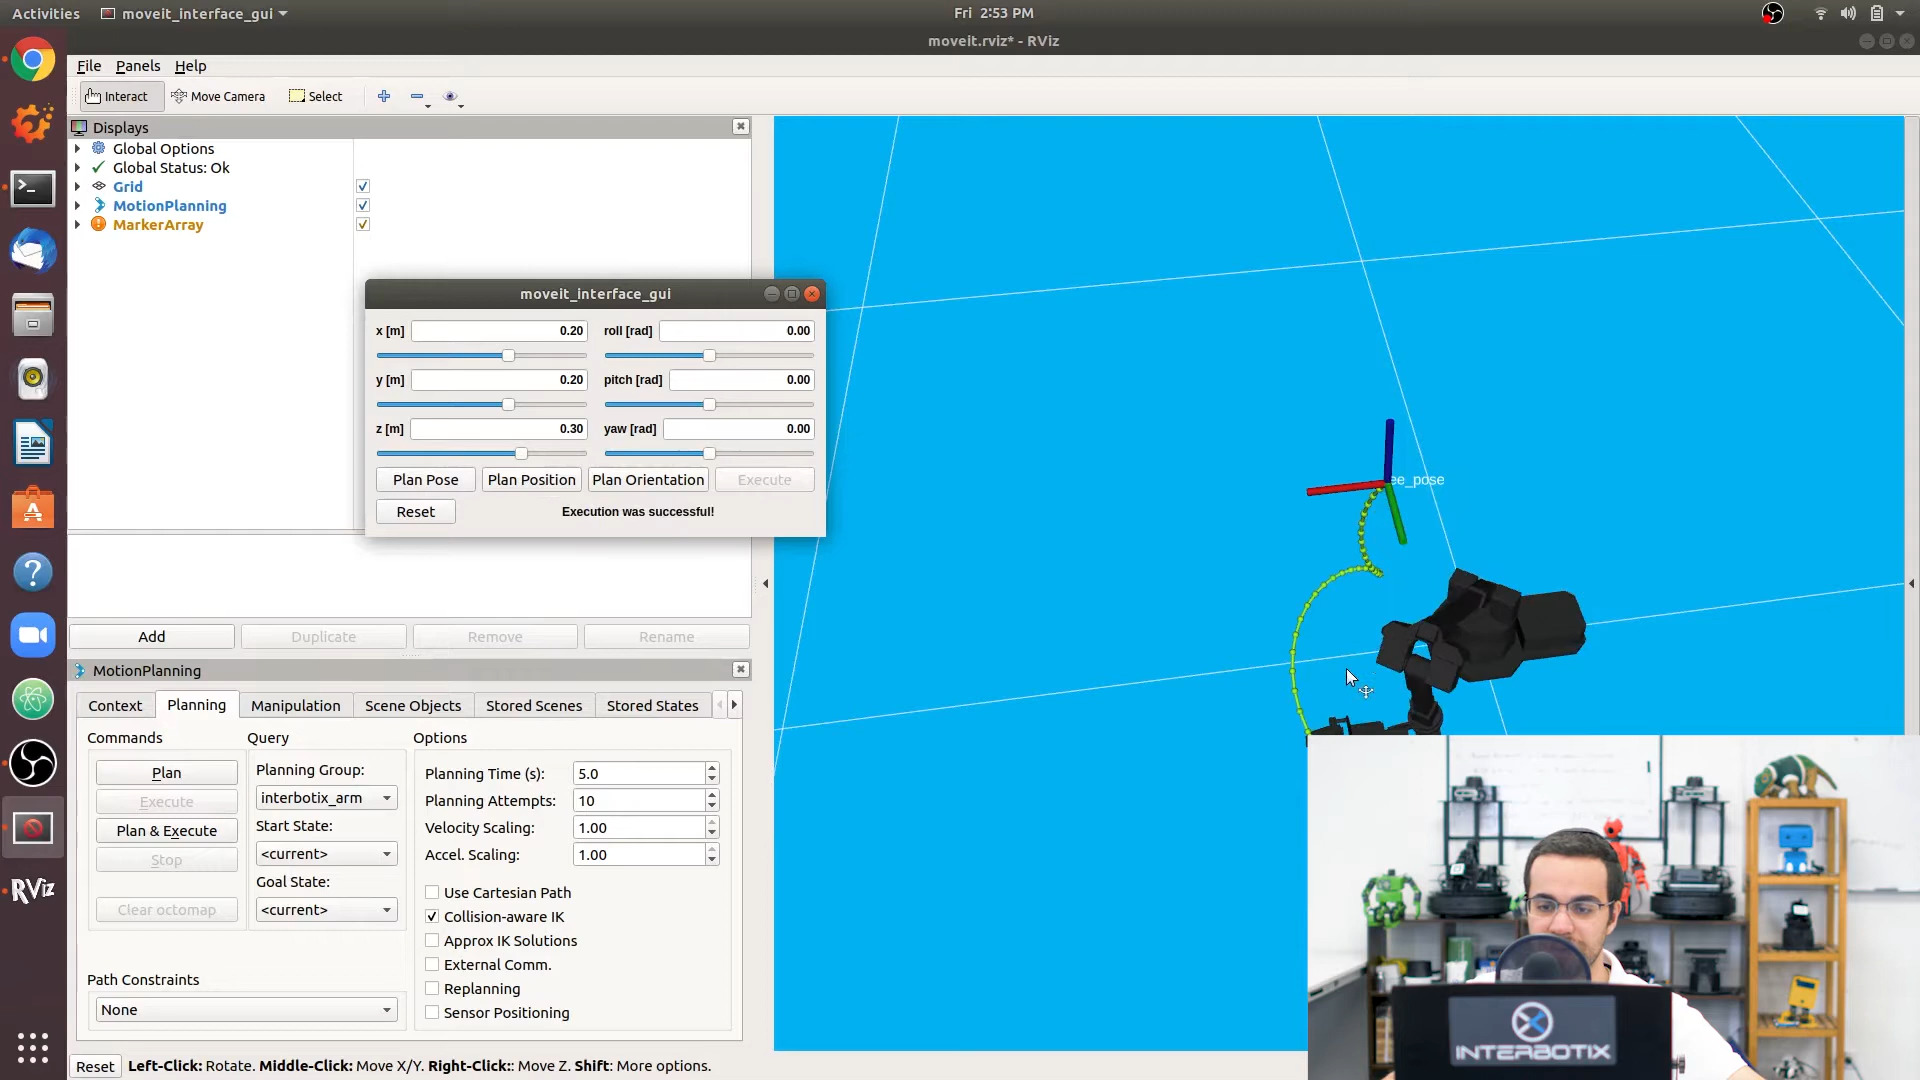 Activities
moveit_interface_gui
Fri 2:53 PM
moveit.rviz* - RViz
File Panels Help
Interact
Move Camera
Select
Displays
Global Options
Global Status: Ok
Grid
MotionPlanning
MarkerArray
moveit_interface_gui
x [m] 0.20 roll [rad] 0.00
y [m] 0.20 pitch [rad] 0.00
z [m] 0.30 yaw [rad] 0.00
Plan Pose Plan Position Plan Orientation Execute
Reset Execution was successful!
ee_pose
Add Duplicate Remove Rename
MotionPlanning
Context Planning Manipulation Scene Objects Stored Scenes Stored States
Commands
Plan
Execute
Plan & Execute
Stop
Clear octomap
Query
Planning Group:
interbotix_arm
Start State:
<current>
Goal State:
<current>
Options
Planning Time (s): 5.0
Planning Attempts: 10
Velocity Scaling: 1.00
Accel. Scaling: 1.00
Use Cartesian Path
Collision-aware IK
Approx IK Solutions
External Comm.
Replanning
Sensor Positioning
Path Constraints
None
RViz
Reset Left-Click: Rotate. Middle-Click: Move X/Y. Right-Click:: Move Z. Shift: More options.
INTERBOTIX